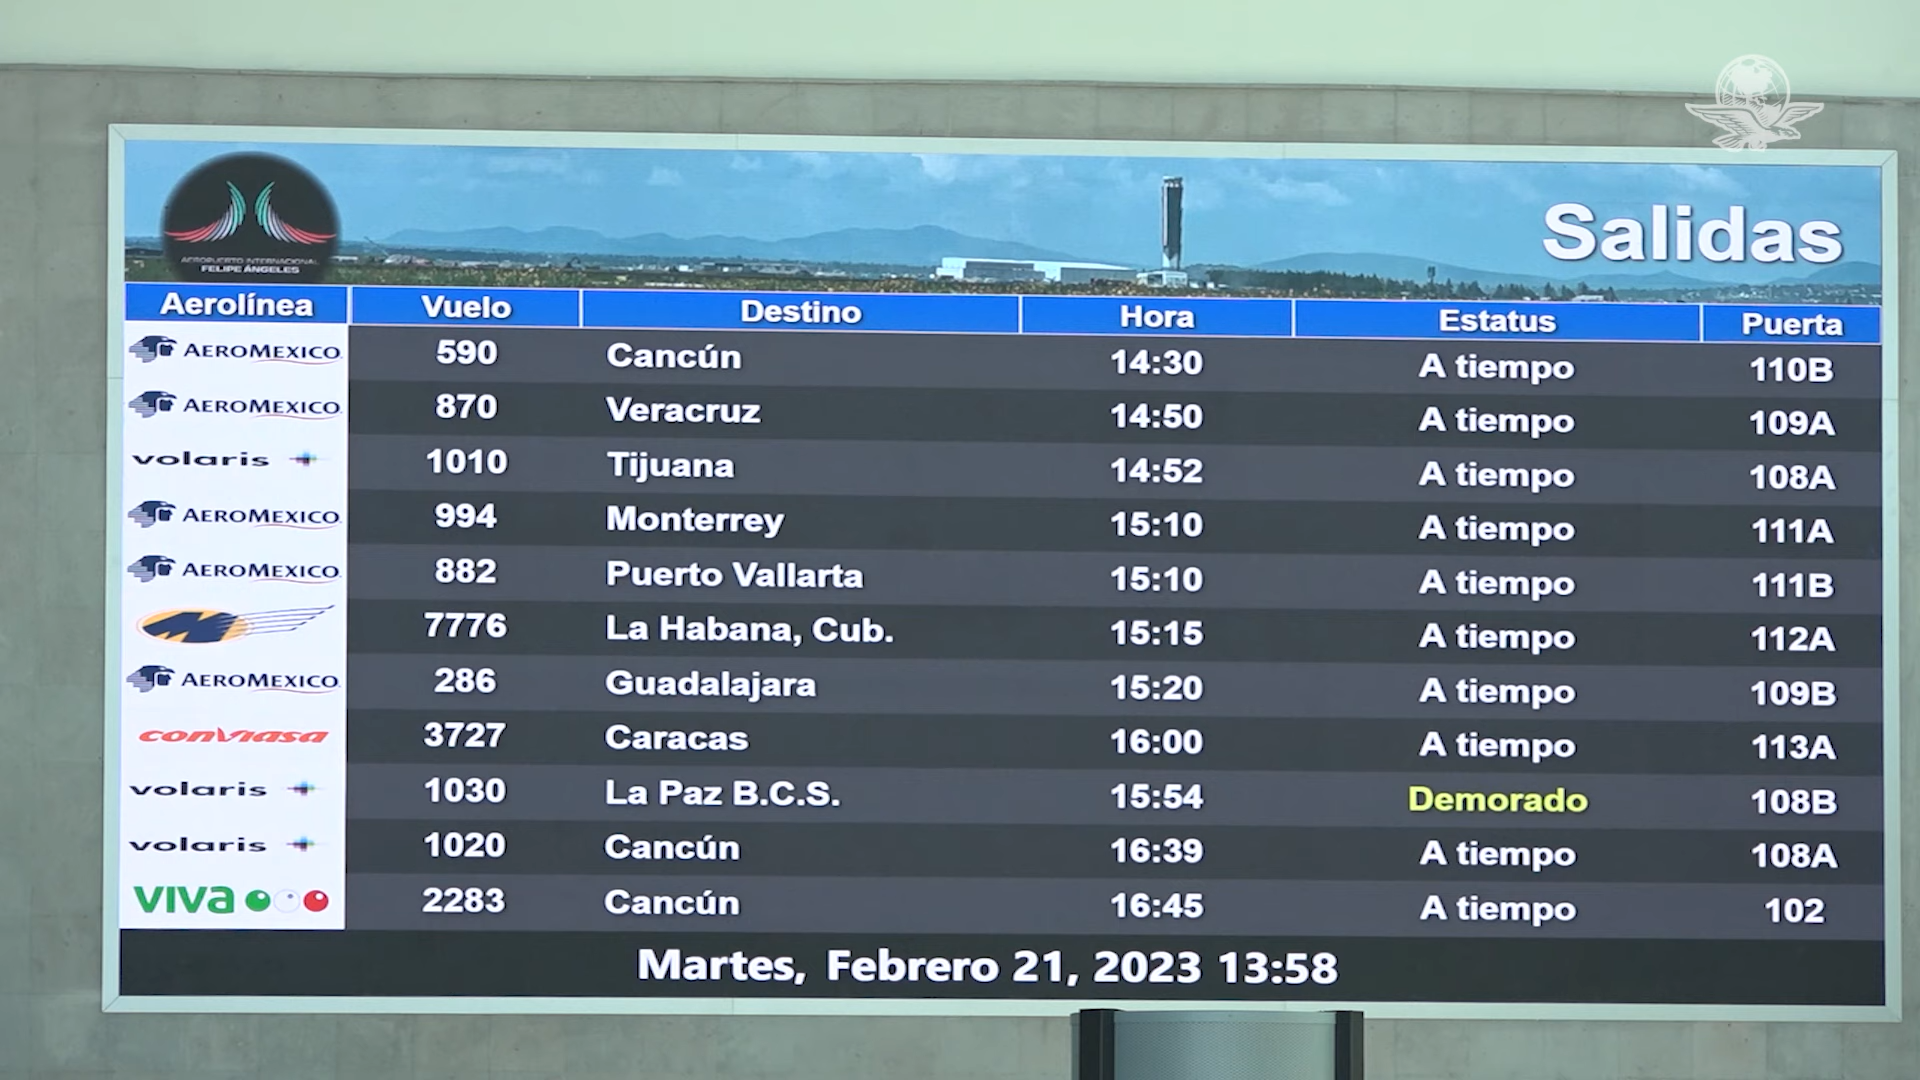 AEROPUERTO INTERNACIONAL
FELIPE ÁNGELES
Salidas
Aerolínea Vuelo Destino Hora Estatus Puerta
AEROMEXICO 590 Cancún 14:30 A tiempo 110B
AEROMEXICO 870 Veracruz 14:50 A tiempo 109A
volaris 1010 Tijuana 14:52 A tiempo 108A
AEROMEXICO 994 Monterrey 15:10 A tiempo 111A
AEROMEXICO 882 Puerto Vallarta 15:10 A tiempo 111B
7776 La Habana, Cub. 15:15 A tiempo 112A
AEROMEXICO 286 Guadalajara 15:20 A tiempo 109B
conviasa 3727 Caracas 16:00 A tiempo 113A
volaris 1030 La Paz B.C.S. 15:54 Demorado 108B
volaris 1020 Cancún 16:39 A tiempo 108A
VIVA 2283 Cancún 16:45 A tiempo 102
Martes, Febrero 21, 2023 13:58